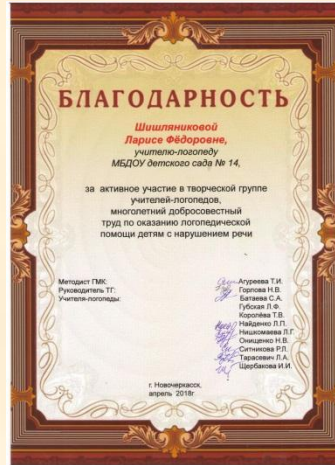 БЛАГОДАРНОСТЬ
Шишляниковой
Ларисе Фёдоровне,
учителю-логопеду
МБДОУ детского сада № 14,
за активное участие в творческой группе
учителей-логопедов,
многолетний добросовестный
труд по оказанию логопедической
помощи детям с нарушением речи
Методист ГМК: Агуреева Т.И.
Руководитель ТГ: Горлова Н.В.
Учителя-логопеды: Батаева С.А.
Губская Л.Ф.
Королёва Т.В.
Найденко Л.П.
Нишкомаева Л.Г.
Онищенко Н.В.
Ситникова Р.Л.
Тарасевич Л.А.
Щербакова И.И.
г. Новочеркасск,
апрель 2018г.